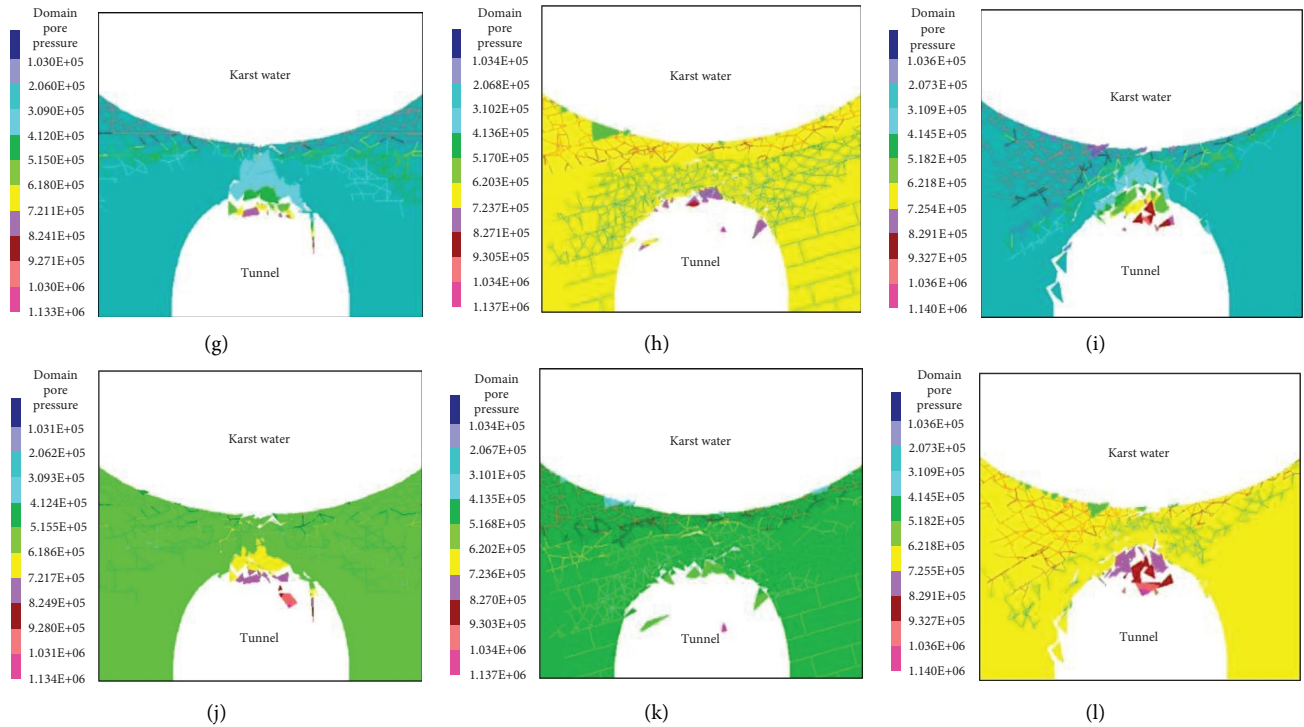 Domain
pore
pressure
1.030E+05
2.060E+05
3.090E+05
4.120E+05
5.150E+05
6.180E+05
7.211E+05
8.241E+05
9.271E+05
1.030E+06
1.133E+06
Karst water
Tunnel
(g)
Domain
pore
pressure
1.034E+05
2.068E+05
3.102E+05
4.136E+05
5.170E+05
6.203E+05
7.237E+05
8.271E+05
9.305E+05
1.034E+06
1.137E+06
Karst water
Tunnel
(h)
Domain
pore
pressure
1.036E+05
2.073E+05
3.109E+05
4.145E+05
5.182E+05
6.218E+05
7.254E+05
8.291E+05
9.327E+05
1.036E+06
1.140E+06
Karst water
Tunnel
(i)
Domain
pore
pressure
1.031E+05
2.062E+05
3.093E+05
4.124E+05
5.155E+05
6.186E+05
7.217E+05
8.249E+05
9.280E+05
1.031E+06
1.134E+06
Karst water
Tunnel
(j)
Domain
pore
pressure
1.034E+05
2.067E+05
3.101E+05
4.135E+05
5.168E+05
6.202E+05
7.236E+05
8.270E+05
9.303E+05
1.034E+06
1.137E+06
Karst water
Tunnel
(k)
Domain
pore
pressure
1.036E+05
2.073E+05
3.109E+05
4.145E+05
5.182E+05
6.218E+05
7.255E+05
8.291E+05
9.327E+05
1.036E+06
1.140E+06
Karst water
Tunnel
(l)